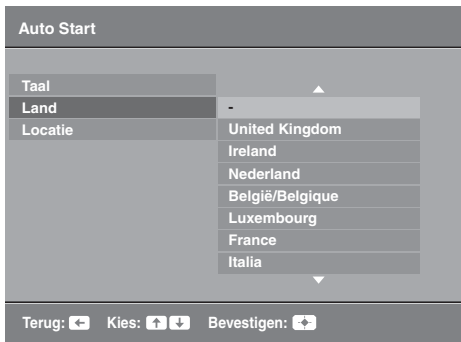 Auto Start
Taal
Land
Locatie
-
United Kingdom
Ireland
Nederland
België/Belgique
Luxembourg
France
Italia
Terug: Kies: Bevestigen: